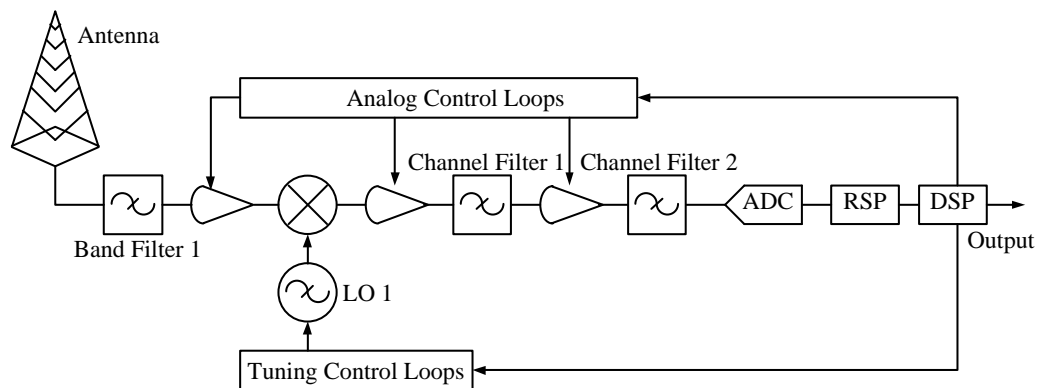 Antenna
Analog Control Loops
Channel Filter 1
Channel Filter 2
ADC
RSP
DSP
Band Filter 1
Output
LO 1
Tuning Control Loops